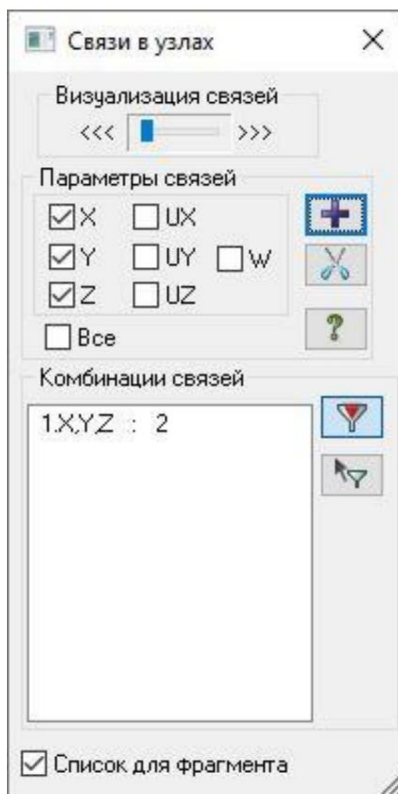 Связи в узлах
Визуализация связей
<<< >>>
Параметры связей
X UX
Y UY W
Z UZ
Все
Комбинации связей
1.X,Y,Z : 2
Список для фрагмента